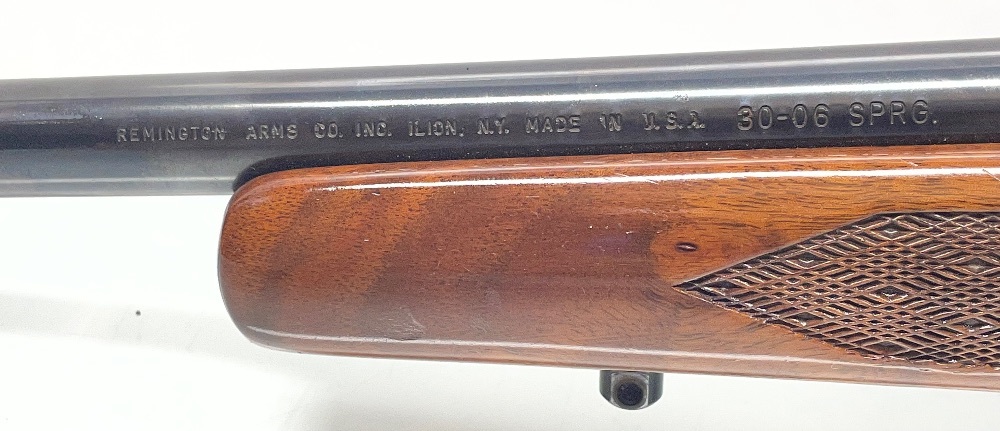 REMINGTON ARMS CO. INC. ILION, N.Y. MADE IN U.S.A. 30-06 SPRG.